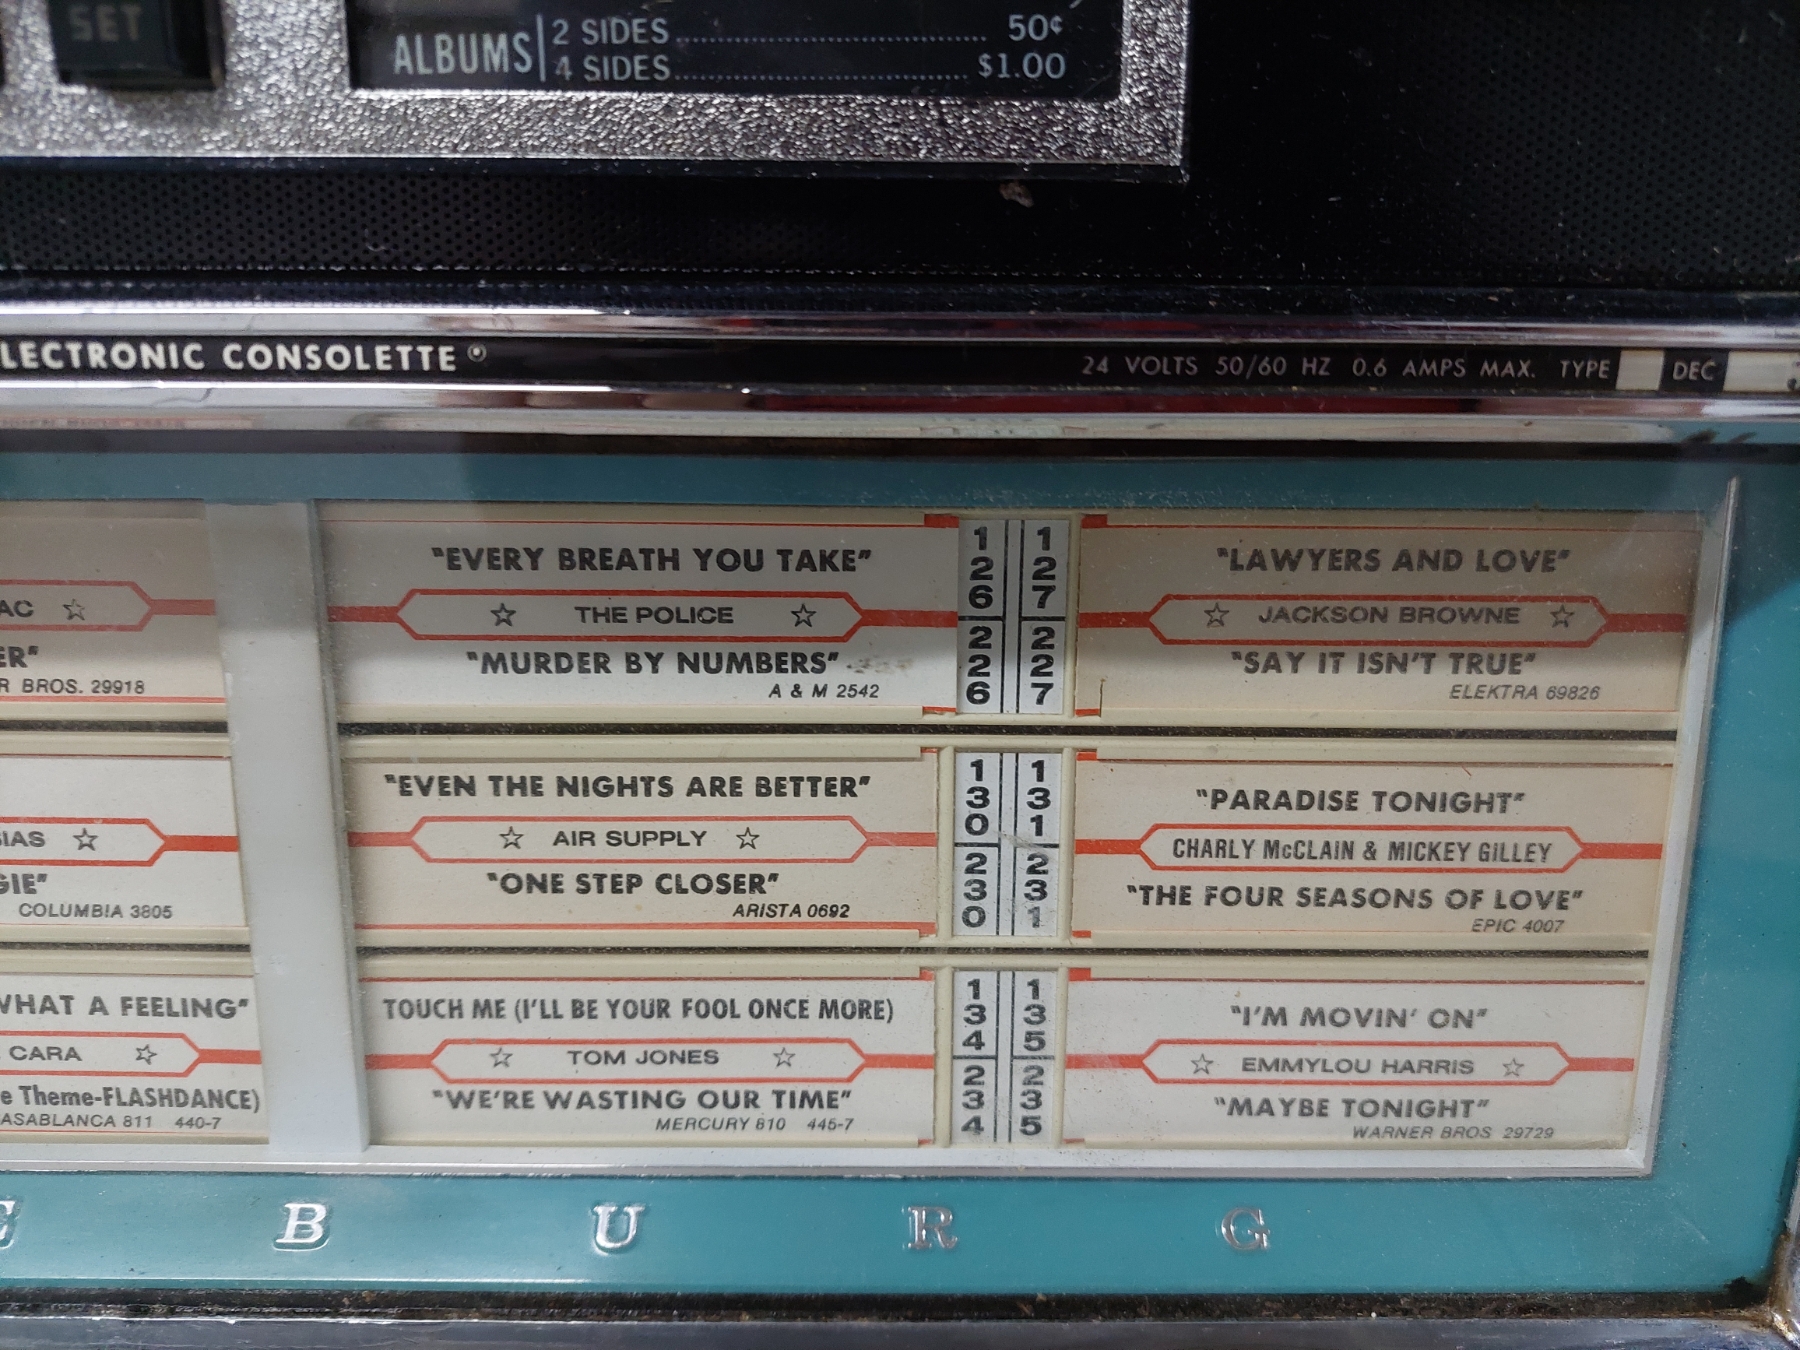 SET
ALBUMS
2 SIDES 50¢
4 SIDES $1.00
LECTRONIC CONSOLETTE®
24 VOLTS 50/60 HZ 0.6 AMPS MAX. TYPE DEC
AC ☆
ER"
R BROS. 29918
"EVERY BREATH YOU TAKE"
☆ THE POLICE ☆
"MURDER BY NUMBERS"
A & M 2542
126
226
127
227
"LAWYERS AND LOVE"
☆ JACKSON BROWNE ☆
"SAY IT ISN'T TRUE"
ELEKTRA 69826
SIAS ☆
GIE"
COLUMBIA 3805
"EVEN THE NIGHTS ARE BETTER"
☆ AIR SUPPLY ☆
"ONE STEP CLOSER"
ARISTA 0692
130
230
131
231
"PARADISE TONIGHT"
CHARLY McCLAIN & MICKEY GILLEY
"THE FOUR SEASONS OF LOVE"
EPIC 4007
WHAT A FEELING"
CARA ☆
e Theme-FLASHDANCE)
ASABLANCA 811 440-7
TOUCH ME (I'LL BE YOUR FOOL ONCE MORE)
☆ TOM JONES ☆
"WE'RE WASTING OUR TIME"
MERCURY 810 445-7
134
234
135
235
"I'M MOVIN' ON"
☆ EMMYLOU HARRIS ☆
"MAYBE TONIGHT"
WARNER BROS 29729
E B U R G